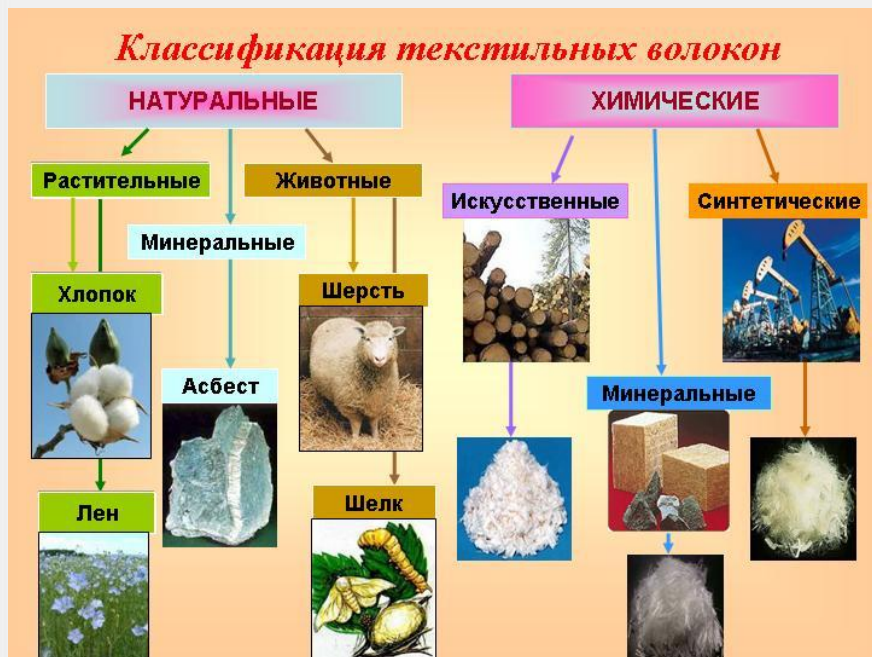 Классификация текстильных волокон
НАТУРАЛЬНЫЕ
ХИМИЧЕСКИЕ
Растительные
Животные
Искусственные
Синтетические
Минеральные
Хлопок
Шерсть
Асбест
Минеральные
Лен
Шелк